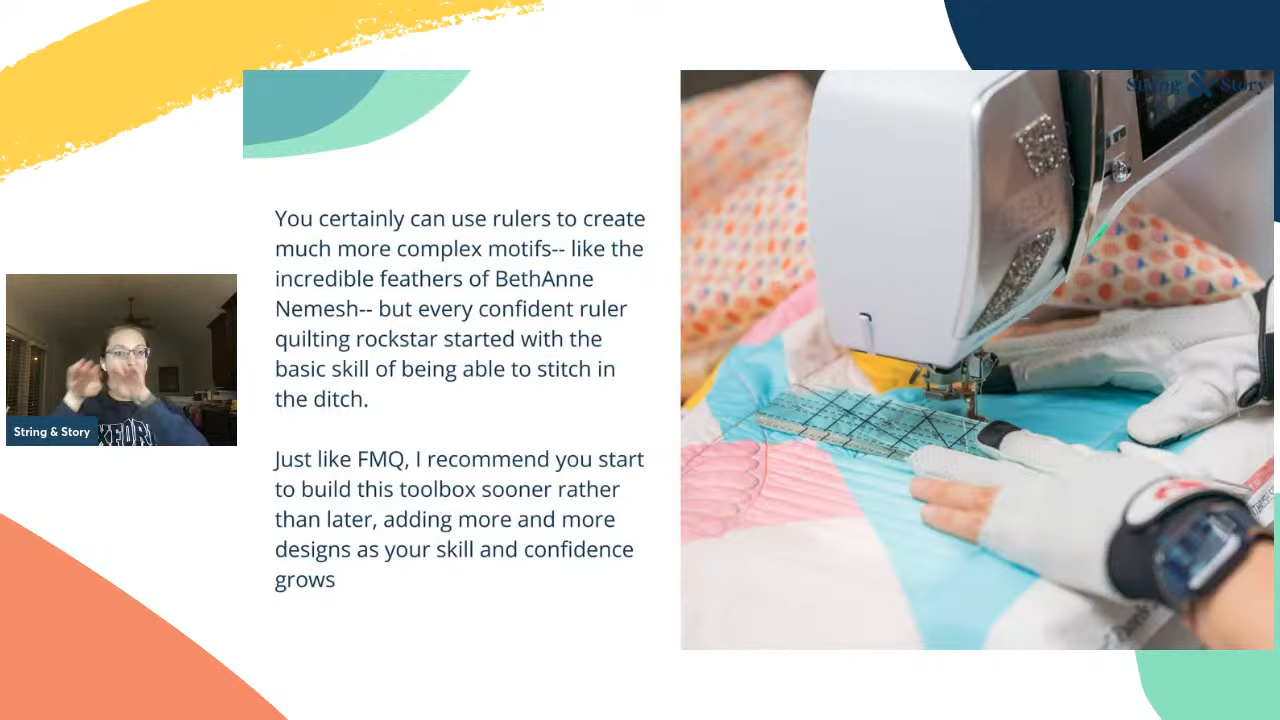 String & Story
You certainly can use rulers to create
much more complex motifs-- like the
incredible feathers of BethAnne
Nemesh-- but every confident ruler
quilting rockstar started with the
basic skill of being able to stitch in
the ditch.
Just like FMQ, I recommend you start
to build this toolbox sooner rather
than later, adding more and more
designs as your skill and confidence
grows
String & Story